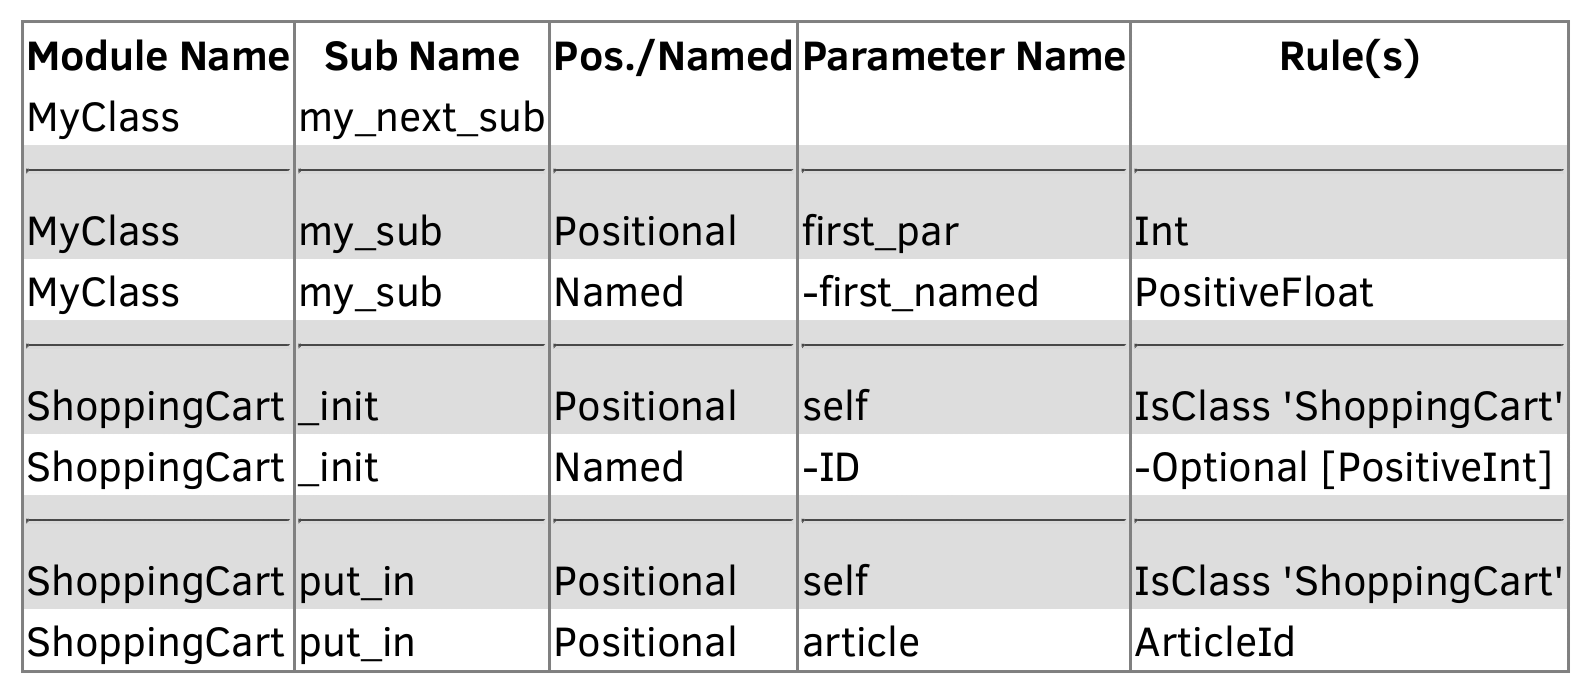 Module Name Sub Name Pos./Named Parameter Name Rule(s)
MyClass my_next_sub
MyClass my_sub Positional first_par Int
MyClass my_sub Named -first_named PositiveFloat
ShoppingCart _init Positional self IsClass 'ShoppingCart'
ShoppingCart _init Named -ID -Optional [PositiveInt]
ShoppingCart put_in Positional self IsClass 'ShoppingCart'
ShoppingCart put_in Positional article ArticleId